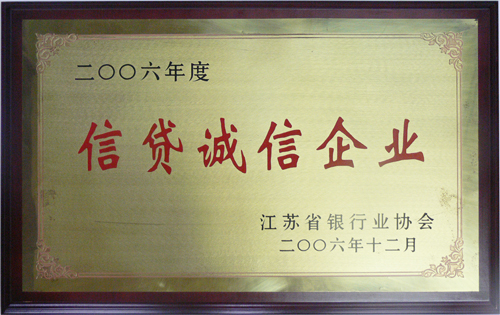 二〇〇六年度
信贷诚信企业
江苏省银行业协会
二〇〇六年十二月